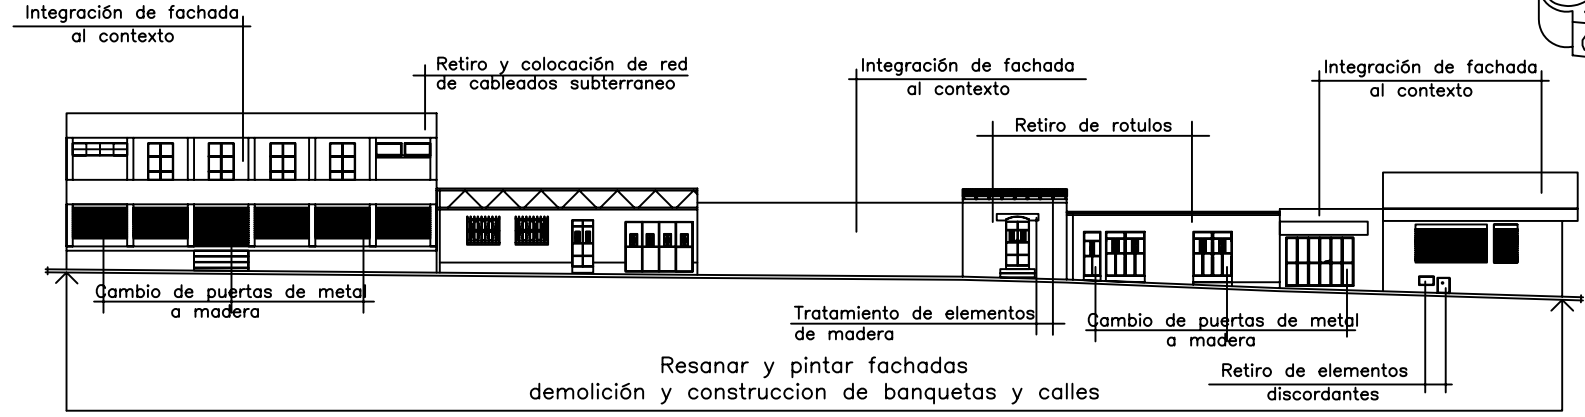 Integración de fachada
al contexto
Retiro y colocación de red
de cableados subterraneo
Integración de fachada
al contexto
Integración de fachada
al contexto
Retiro de rotulos
Cambio de puertas de metal
a madera
Tratamiento de elementos
de madera
Cambio de puertas de metal
a madera
Retiro de elementos
discordantes
Resanar y pintar fachadas
demolición y construccion de banquetas y calles